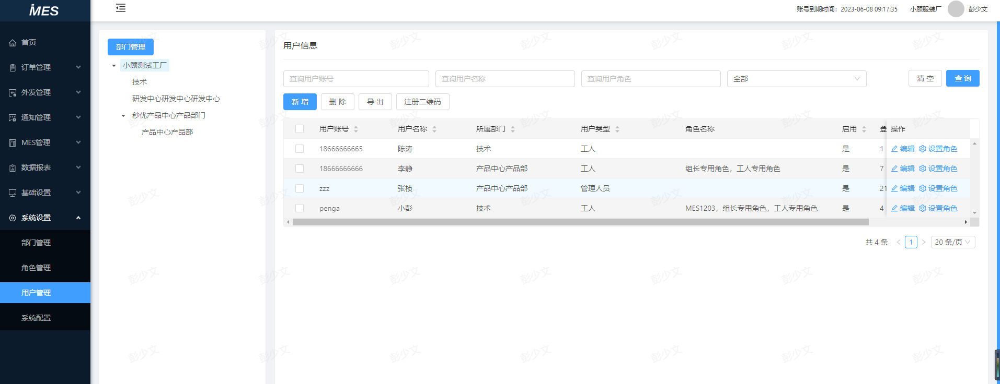 iMES
账号到期时间：2023-06-08 09:17:35 小顾服装厂 彭少文
首页
订单管理
外发管理
通知管理
MES管理
数据报表
基础设置
系统设置
部门管理
角色管理
用户管理
系统配置
部门管理
小顾测试工厂
技术
研发中心研发中心研发中心
秒优产品中心产品部门
产品中心产品部
用户信息
查询用户账号 查询用户名称 查询用户角色 全部 清 空 查 询
新 增 删 除 导 出 注册二维码
用户账号 用户名称 所属部门 用户类型 角色名称 启用 登 操作
18666666665 陈涛 技术 工人 是 1 编辑 设置角色
18666666666 李静 产品中心产品部 工人 组长专用角色，工人专用角色 是 7 编辑 设置角色
zzz 张桢 产品中心产品部 管理人员 是 21 编辑 设置角色
penga 小彭 技术 工人 MES1203，组长专用角色，工人专用角色 是 4 编辑 设置角色
共 4 条 1 20 条/页
彭少文